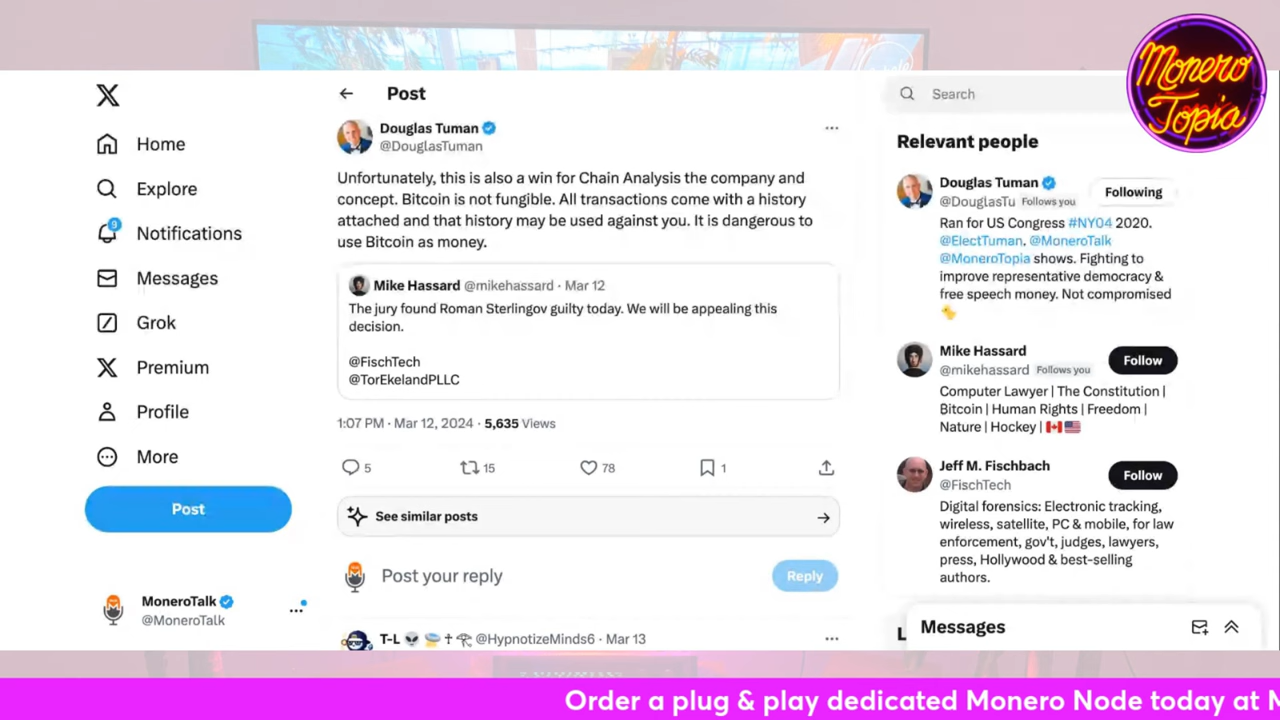 Monero
Topia
Home
Explore
9
Notifications
Messages
Grok
Premium
Profile
More
Post
MoneroTalk
@MoneroTalk
Post
Douglas Tuman
@DouglasTuman
Unfortunately, this is also a win for Chain Analysis the company and
concept. Bitcoin is not fungible. All transactions come with a history
attached and that history may be used against you. It is dangerous to
use Bitcoin as money.
Mike Hassard @mikehassard · Mar 12
The jury found Roman Sterlingov guilty today. We will be appealing this
decision.
@FischTech
@TorEkelandPLLC
1:07 PM · Mar 12, 2024 · 5,635 Views
5 15 78 1
See similar posts
Post your reply
Reply
T-L @HypnotizeMinds6 · Mar 13
Search
Relevant people
Douglas Tuman
@DouglasTu Follows you
Following
Ran for US Congress #NY04 2020.
@ElectTuman. @MoneroTalk
@MoneroTopia shows. Fighting to
improve representative democracy &
free speech money. Not compromised
Mike Hassard
@mikehassard Follows you
Follow
Computer Lawyer | The Constitution |
Bitcoin | Human Rights | Freedom |
Nature | Hockey |
Jeff M. Fischbach
@FischTech
Follow
Digital forensics: Electronic tracking,
wireless, satellite, PC & mobile, for law
enforcement, gov't, judges, lawyers,
press, Hollywood & best-selling
authors.
Messages
Order a plug & play dedicated Monero Node today at M